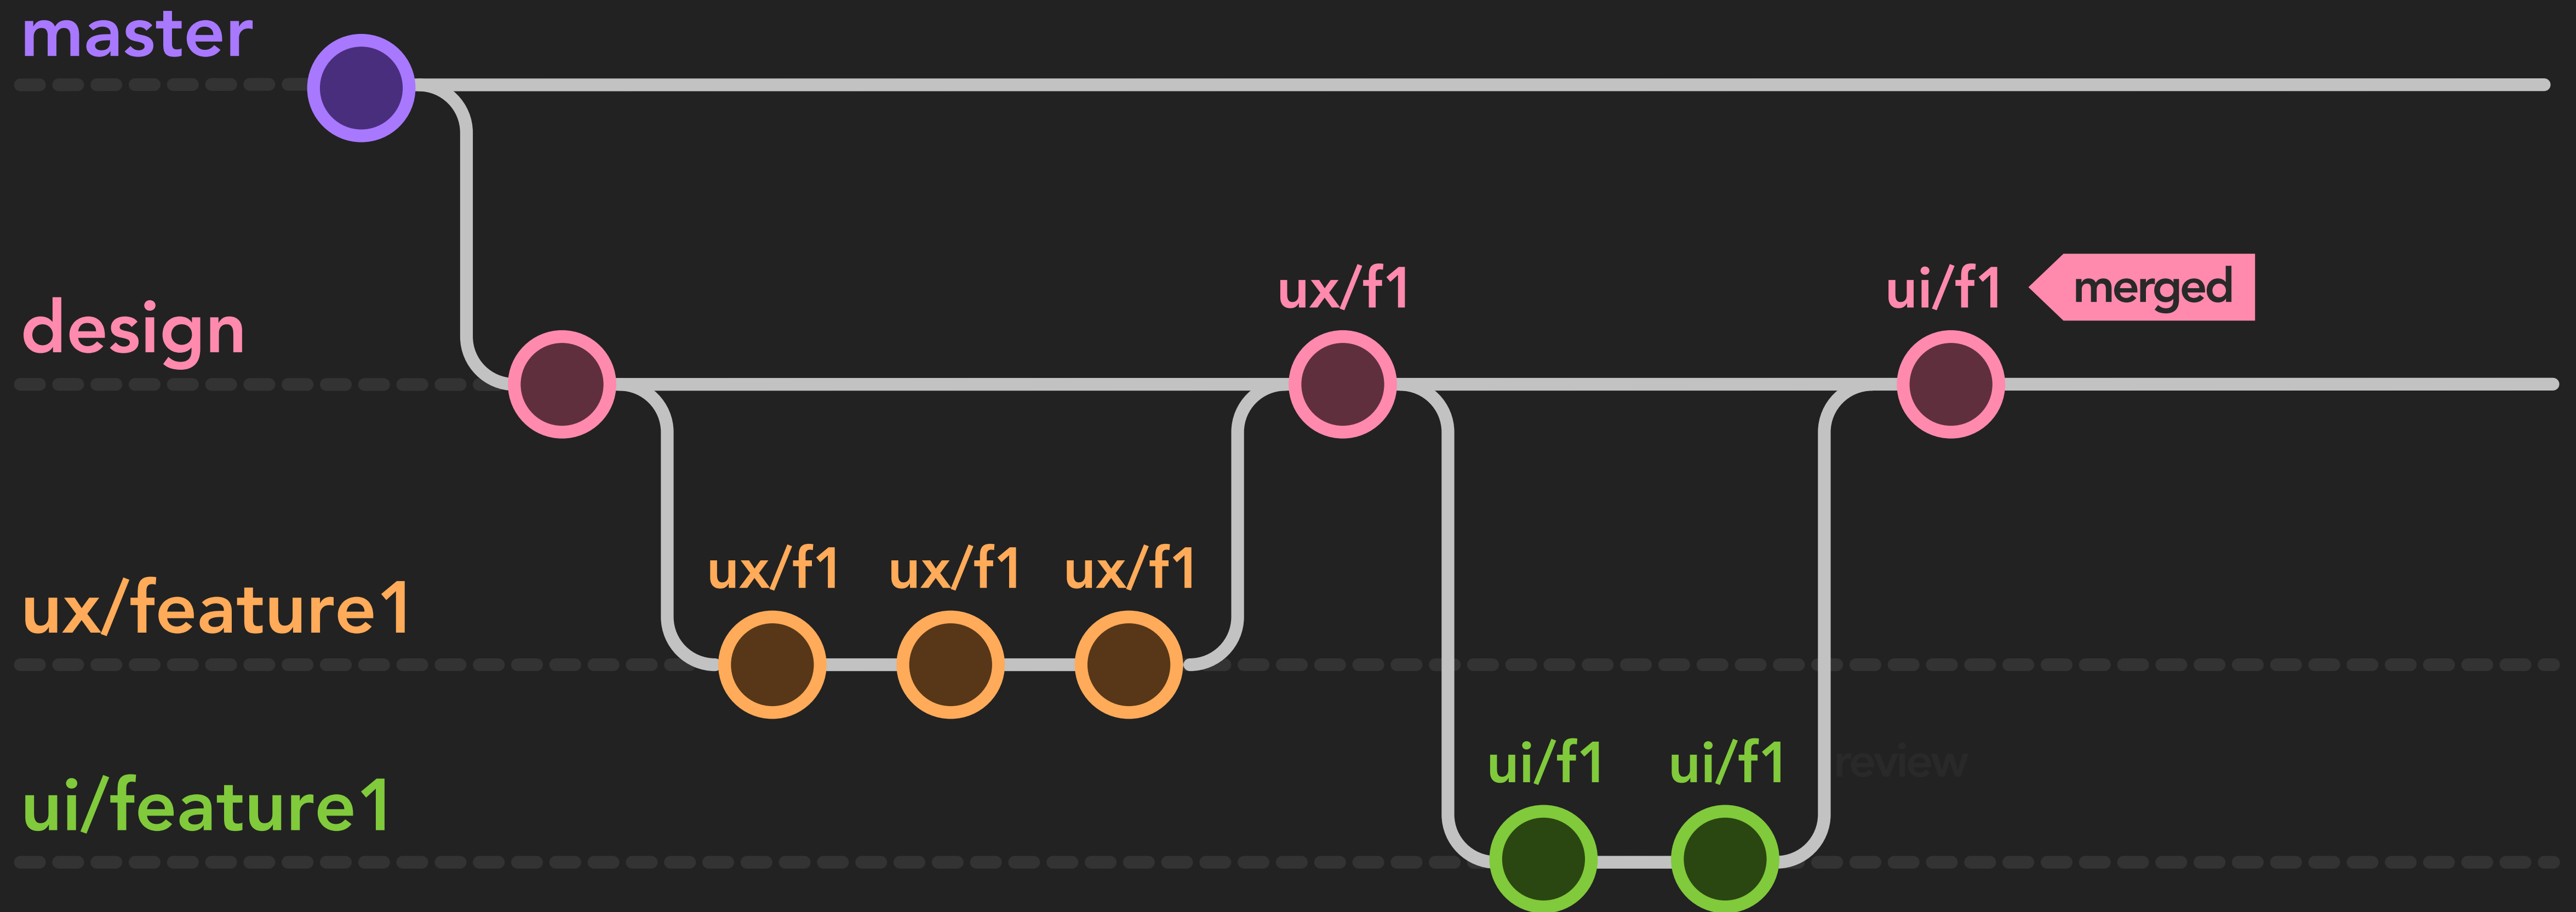 master
design
ux/f1
ui/f1
merged
ux/feature1
ux/f1
ux/f1
ux/f1
ui/feature1
ui/f1
ui/f1
review